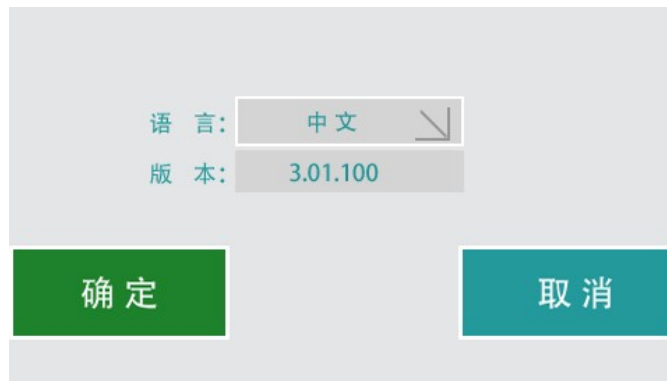 语 言: 中 文
版 本: 3.01.100
确 定 取 消